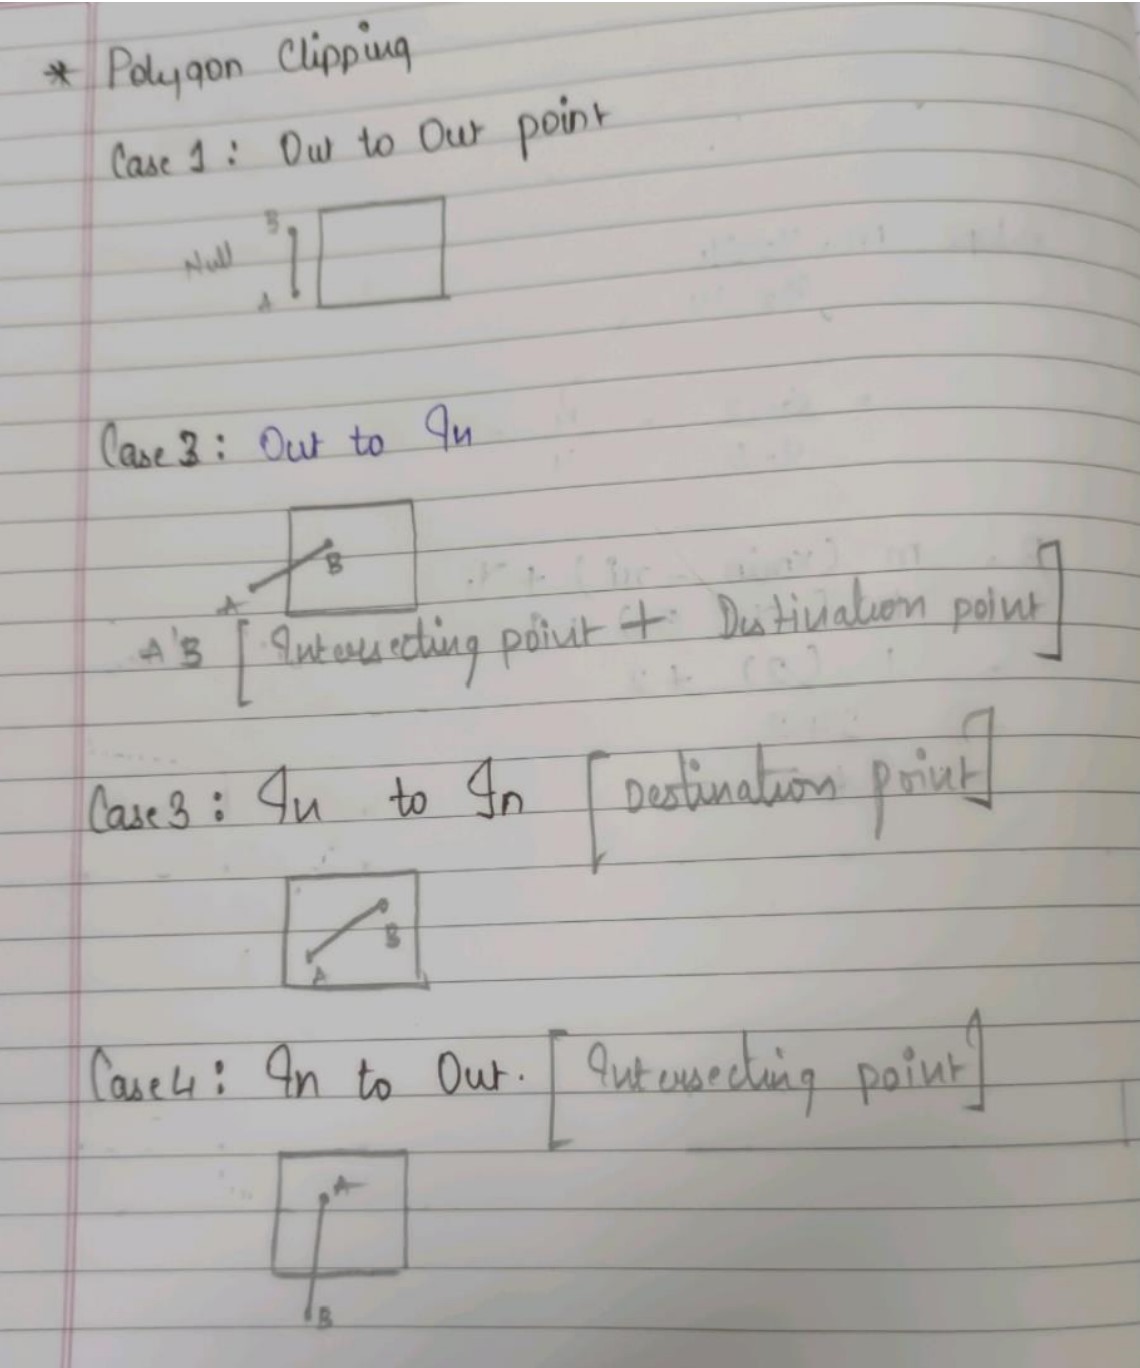 * Polygon Clipping
Case 1 : Out to Out point
B
Null
A
Case 3 : Out to In
B
A
A'B [ Intersecting point + Destination point ]
Case 3 : In to In [ Destination point ]
B
A
Case 4 : In to Out. [ Intersecting point ]
A
B